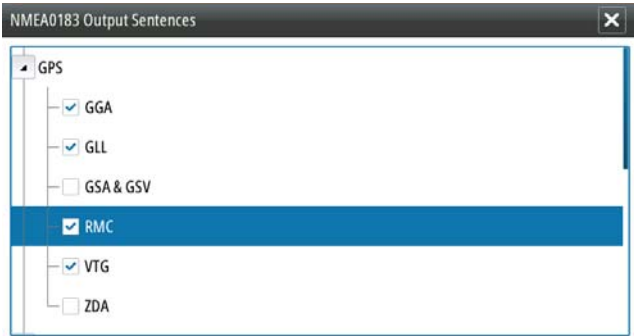 NMEA0183 Output Sentences
GPS
GGA
GLL
GSA & GSV
RMC
VTG
ZDA